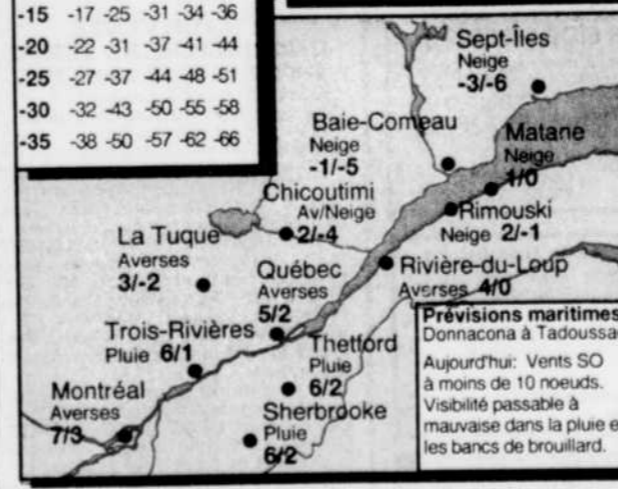 -15 -17 -25 -31 -34 -36
-20 -22 -31 -37 -41 -44
-25 -27 -37 -44 -48 -51
-30 -32 -43 -50 -55 -58
-35 -38 -50 -57 -62 -66
Sept-Îles
Neige
-3/-6
Baie-Comeau
Neige
-1/-5
Matane
Neige
1/0
Chicoutimi
Av/Neige
2/-4
Rimouski
Neige 2/-1
La Tuque
Averses
3/-2
Québec
Averses
5/2
Rivière-du-Loup
Averses 4/0
Trois-Rivières
Pluie 6/1
Thetford
Pluie
6/2
Montréal
Averses
7/3
Sherbrooke
Pluie
6/2
Prévisions maritimes
Donnacona à Tadoussa
Aujourd'hui: Vents SO
à moins de 10 noeuds.
Visibilité passable à
mauvaise dans la pluie e
les bancs de brouillard.